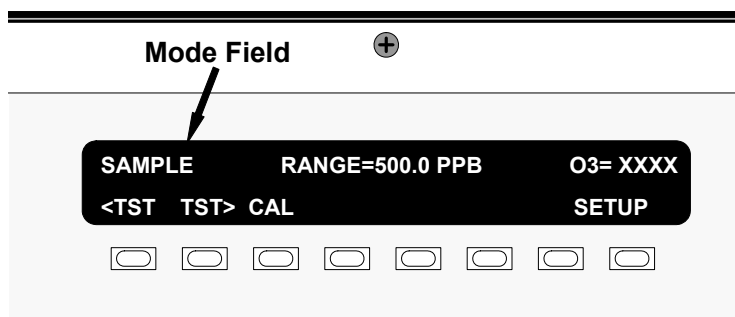 Mode Field
SAMPLE RANGE=500.0 PPB O3= XXXX
<TST TST> CAL SETUP